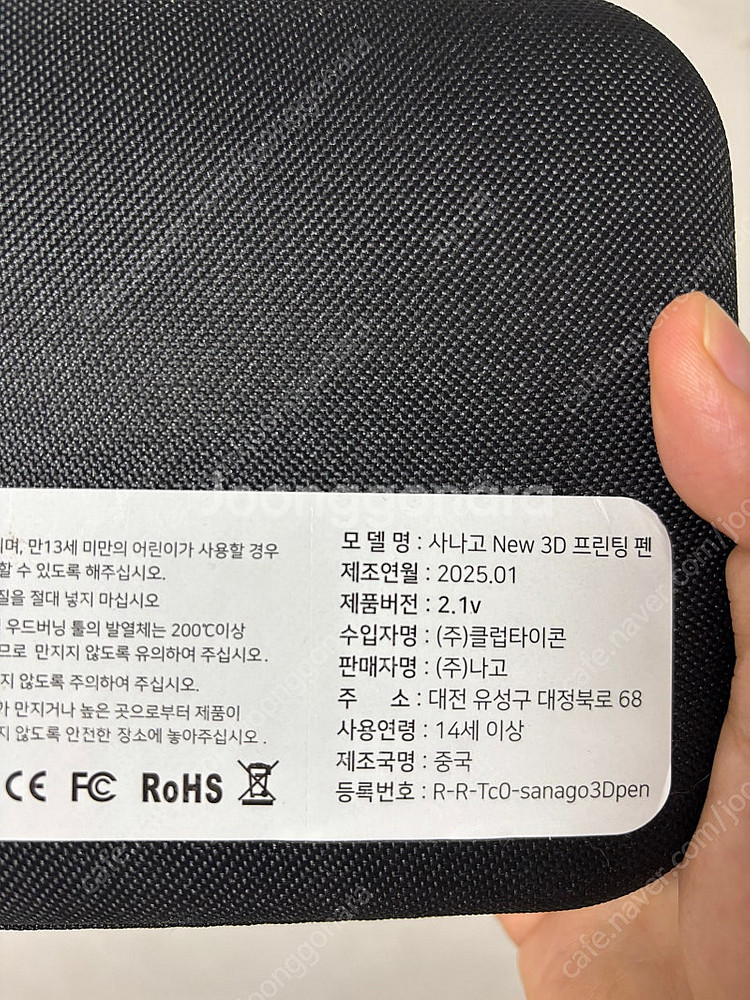 며, 만13세 미만의 어린이가 사용할 경우
할 수 있도록 해주십시오.
질을 절대 넣지 마십시오
우드버닝 툴의 발열체는 200℃이상
므로 만지지 않도록 유의하여 주십시오.
지 않도록 주의하여 주십시오.
가 만지거나 높은 곳으로부터 제품이
지 않도록 안전한 장소에 놓아주십시오.
CE FC RoHS
모 델 명 : 사나고 New 3D 프린팅 펜
제조연월 : 2025.01
제품버전 : 2.1v
수입자명 : (주)클럽타이콘
판매자명 : (주)나고
주 소 : 대전 유성구 대정북로 68
사용연령 : 14세 이상
제조국명 : 중국
등록번호 : R-R-Tc0-sanago3Dpen
Joonggonara